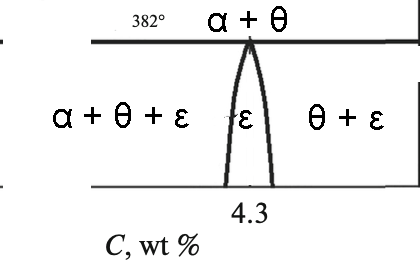 382° α + θ
α + θ + ε ε θ + ε
4.3
C, wt %